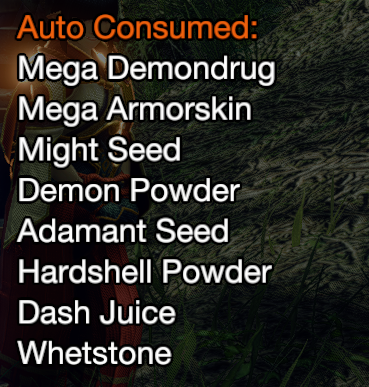 Auto Consumed:
Mega Demondrug
Mega Armorskin
Might Seed
Demon Powder
Adamant Seed
Hardshell Powder
Dash Juice
Whetstone